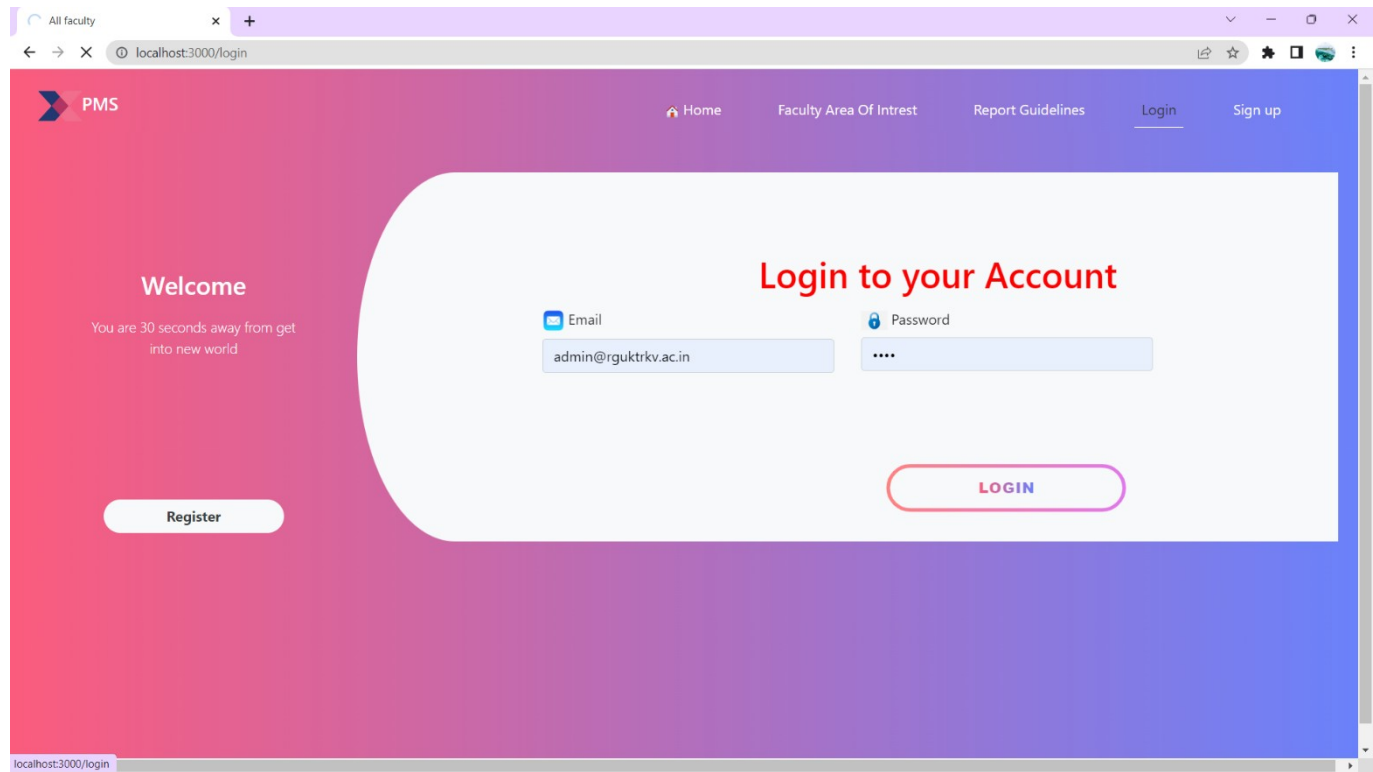 All faculty
localhost:3000/login
PMS
Home Faculty Area Of Intrest Report Guidelines Login Sign up
Welcome
You are 30 seconds away from get
into new world
Register
Login to your Account
Email Password
admin@rguktrkv.ac.in ••••
LOGIN
localhost:3000/login